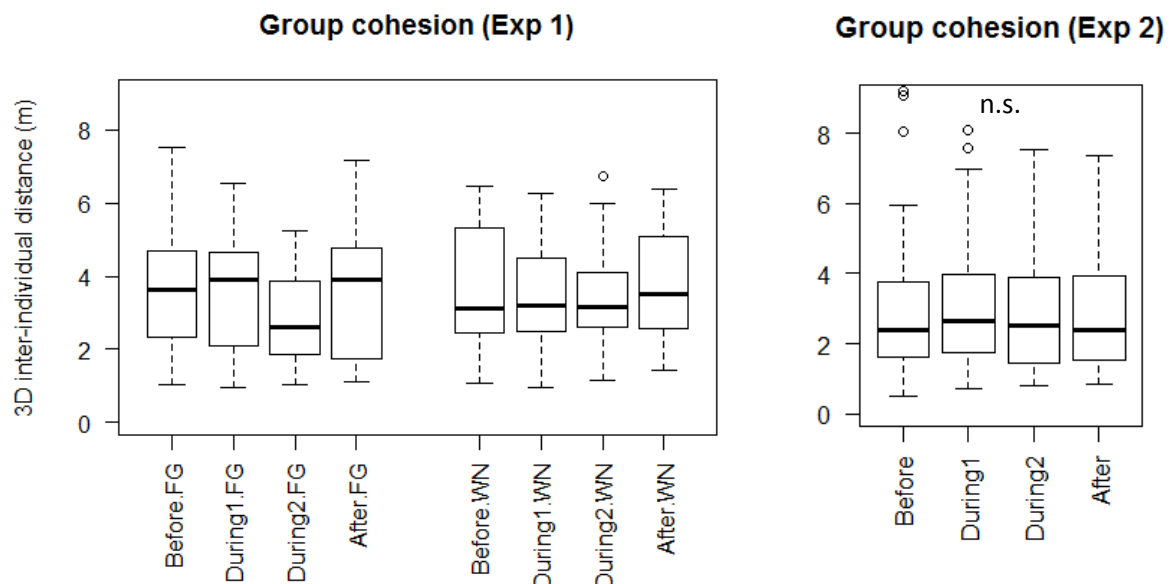 Group cohesion (Exp 1)
3D inter-individual distance (m)
8
6
4
2
0
Before.FG
During1.FG
During2.FG
After.FG
Before.WN
During1.WN
During2.WN
After.WN
Group cohesion (Exp 2)
n.s.
8
6
4
2
0
Before
During1
During2
After